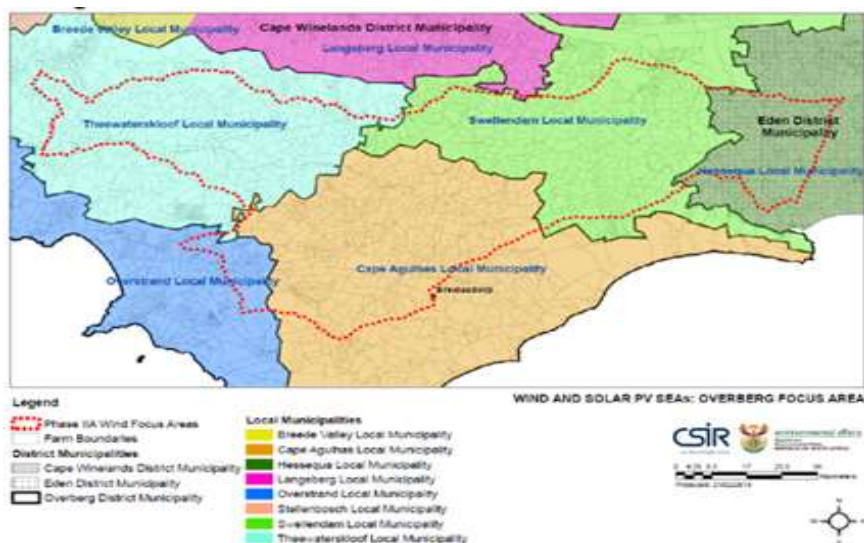 Breede Valley Local Municipality
Cape Winelands District Municipality
Langeberg Local Municipality
Theewaterskloof Local Municipality
Swellendam Local Municipality
Eden District
Municipality
Hessequa Local Municipality
Cape Agulhas Local Municipality
Overstrand Local Municipality
Bredasdorp
WIND AND SOLAR PV SEAs: OVERBERG FOCUS AREA
Legend
Phase IIA Wind Focus Areas
Farm Boundaries
District Municipalities
Cape Winelands District Municipality
Eden District Municipality
Overberg District Municipality
Local Municipalities
Breede Valley Local Municipality
Cape Agulhas Local Municipality
Hessequa Local Municipality
Langeberg Local Municipality
Overstrand Local Municipality
Stellenbosch Local Municipality
Swellendam Local Municipality
Theewaterskloof Local Municipality
CSIR
environmental affairs